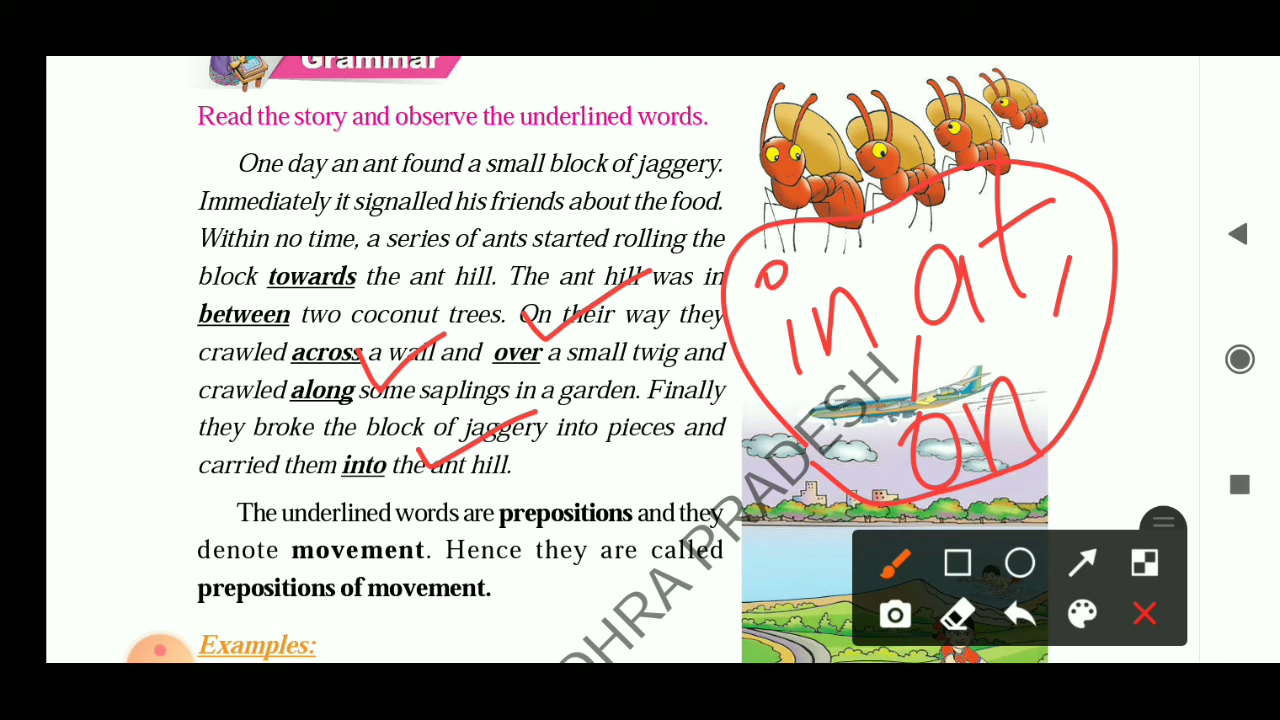 Grammar
Read the story and observe the underlined words.
One day an ant found a small block of jaggery.
Immediately it signalled his friends about the food.
Within no time, a series of ants started rolling the
block towards the ant hill. The ant hill was in
between two coconut trees. On their way they
crawled across a wall and over a small twig and
crawled along some saplings in a garden. Finally
they broke the block of jaggery into pieces and
carried them into the ant hill.
The underlined words are prepositions and they
denote movement. Hence they are called
prepositions of movement.
Examples:
in at,
on
DHRA PRADESH